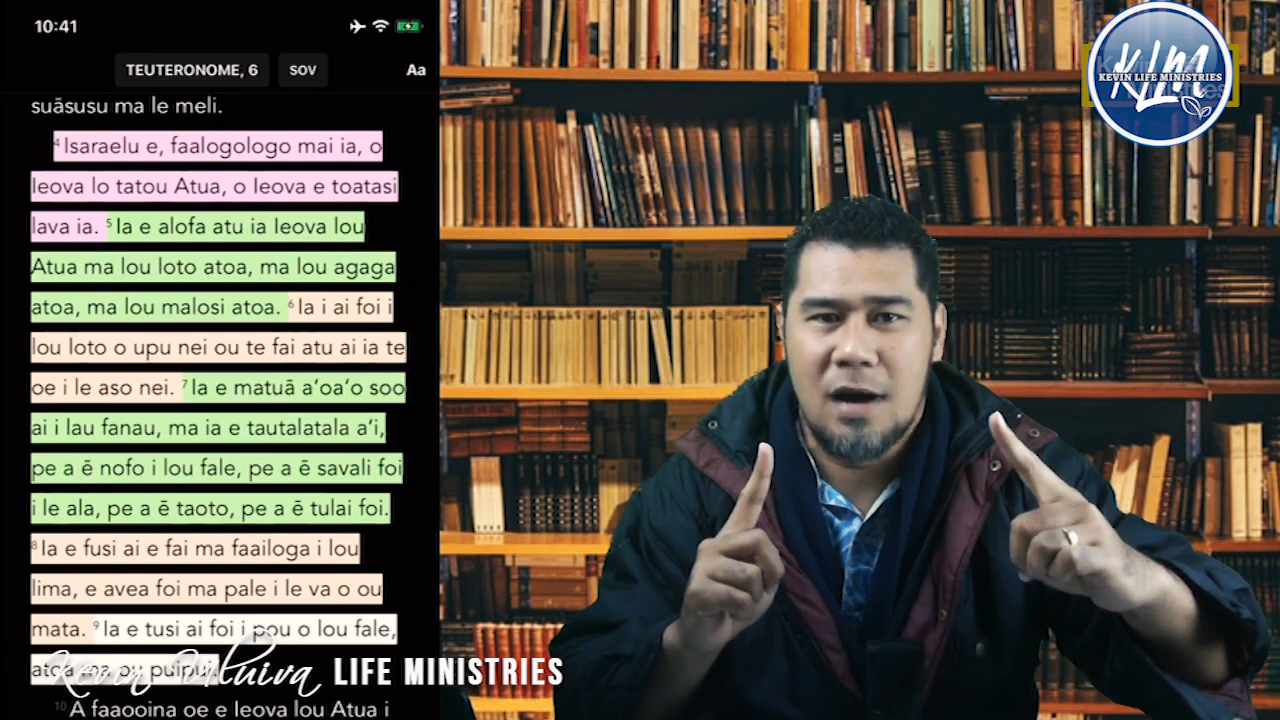 10:41
TEUTERONOME, 6 SOV Aa
suāsusu ma le meli.
4 Isaraelu e, faalogologo mai ia, o
Ieova lo tatou Atua, o Ieova e toatasi
lava ia. 5 Ia e alofa atu ia Ieova lou
Atua ma lou loto atoa, ma lou agaga
atoa, ma lou malosi atoa. 6 Ia i ai foi i
lou loto o upu nei ou te fai atu ai ia te
oe i le aso nei. 7 Ia e matuā a‘oa‘o soo
ai i lau fanau, ma ia e tautalatala a‘i,
pe a ē nofo i lou fale, pe a ē savali foi
i le ala, pe a ē taoto, pe a ē tulai foi.
8 Ia e fusi ai e fai ma faailoga i lou
lima, e avea foi ma pale i le va o ou
mata. 9 Ia e tusi ai foi i pou o lou fale,
atoa ma ou puipui.
10 A faaooina oe e Ieova lou Atua i
KLM
KEVIN LIFE MINISTRIES
Kevin Uluiva LIFE MINISTRIES